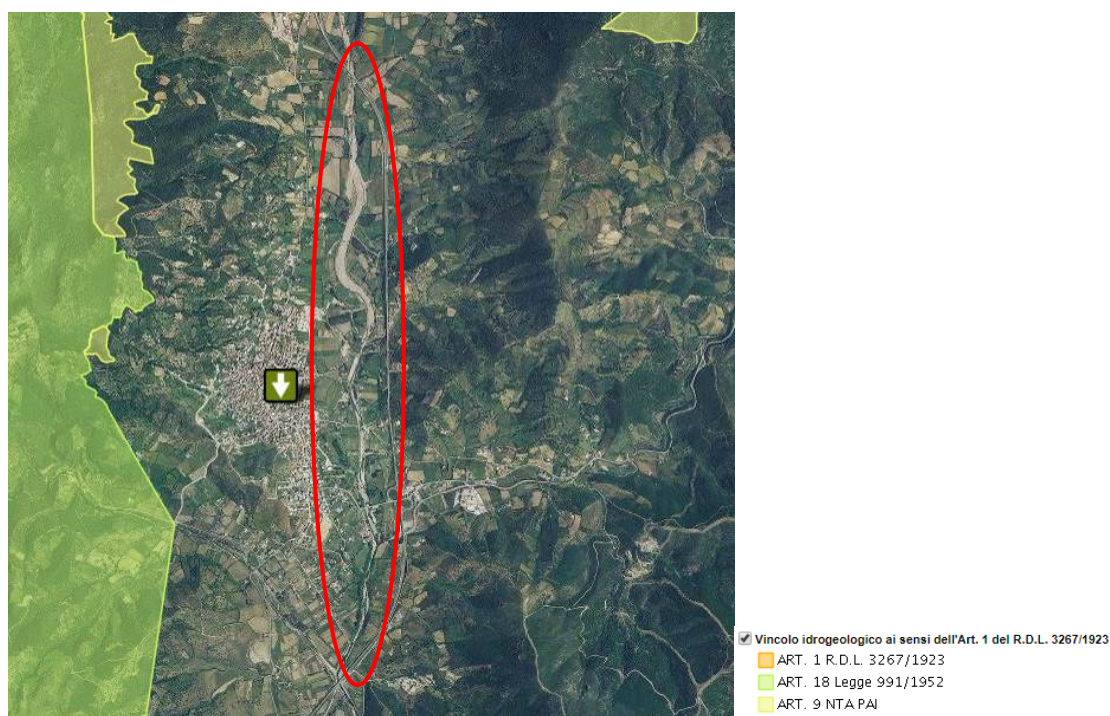 Vincolo idrogeologico ai sensi dell'Art. 1 del R.D.L. 3267/1923
ART. 1 R.D.L. 3267/1923
ART. 18 Legge 991/1952
ART. 9 NTA PAI